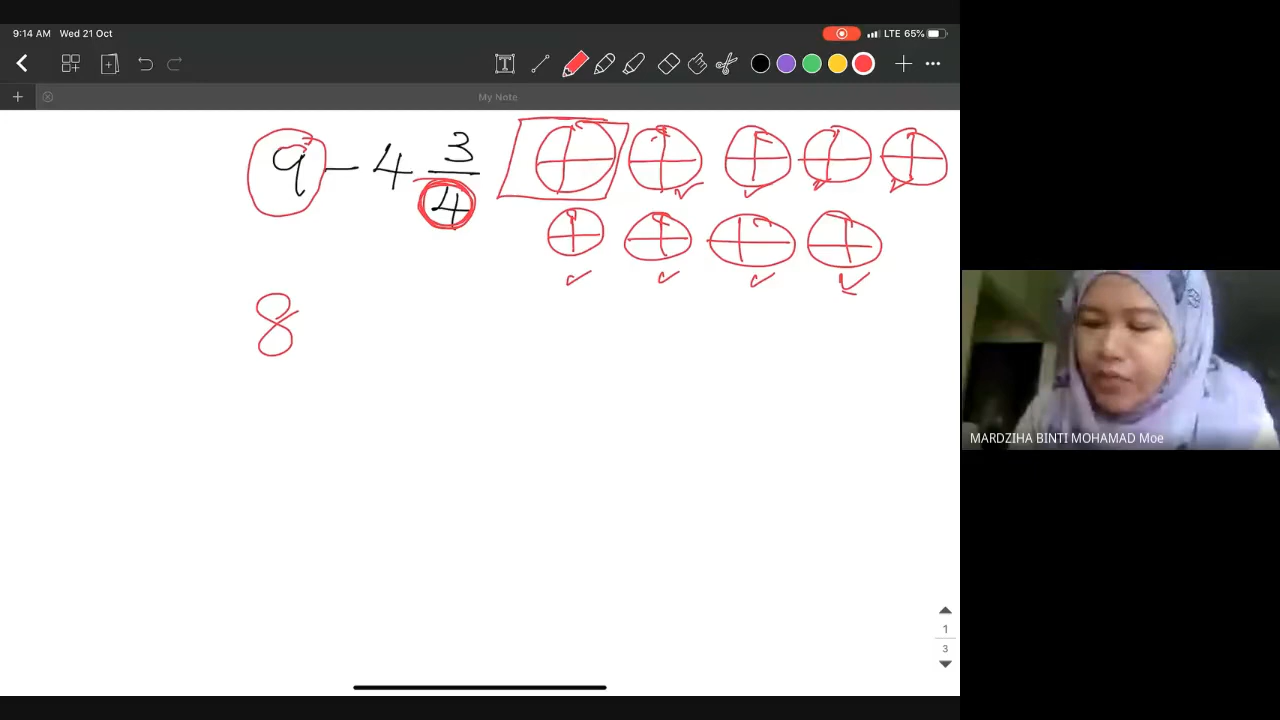 9:14 AM Wed 21 Oct
LTE 65%
T
My Note
9 - 4 3/4
8
MARDZIHA BINTI MOHAMAD Moe
1
3